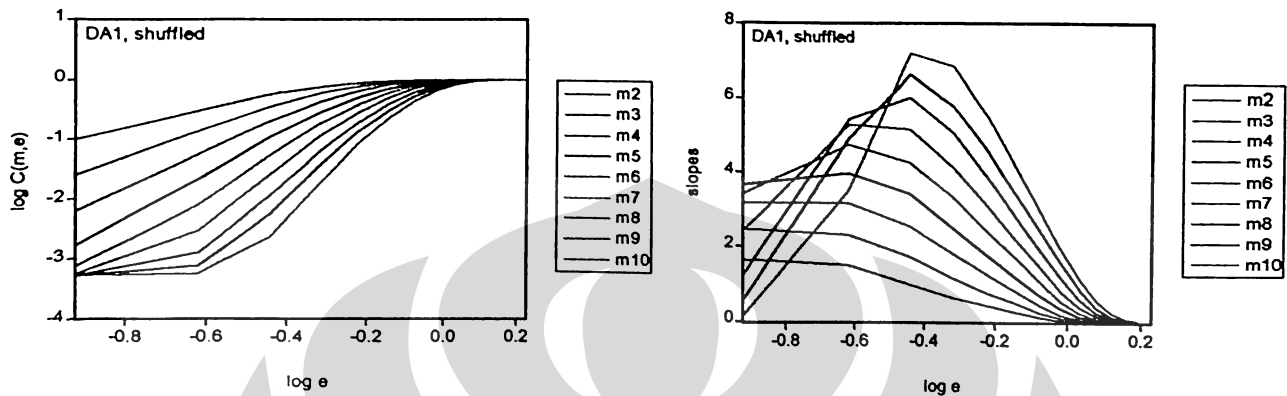 DA1, shuffled
1
0
-1
-2
-3
-4
log C(m,e)
-0.8
-0.6
-0.4
-0.2
0.0
0.2
log e
m2
m3
m4
m5
m6
m7
m8
m9
m10
DA1, shuffled
8
6
4
2
0
slopes
-0.8
-0.6
-0.4
-0.2
0.0
0.2
log e
m2
m3
m4
m5
m6
m7
m8
m9
m10